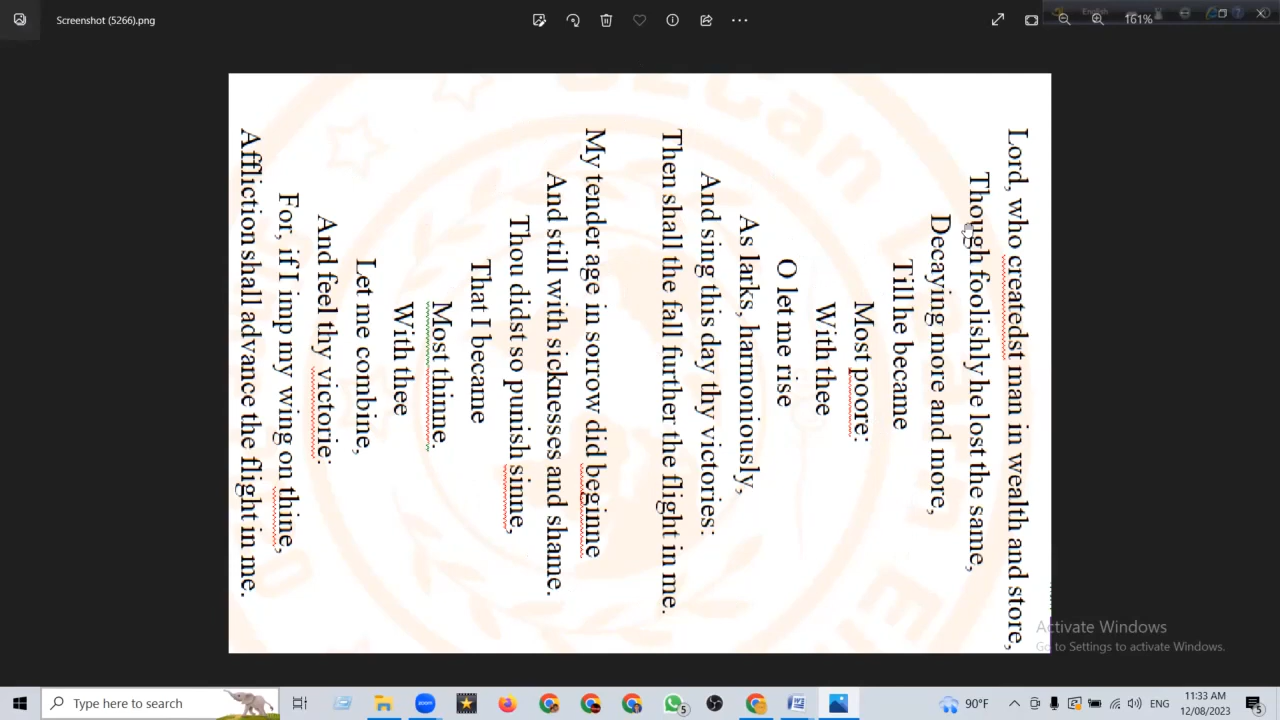 Screenshot (5266).png
English
161%
Lord, who createdst man in wealth and store,
Though foolishly he lost the same,
Decaying more and more,
Till he became
Most poore:
With thee
O let me rise
As larks, harmoniously,
And sing this day thy victories:
Then shall the fall further the flight in me.
My tender age in sorrow did beginne
And still with sicknesses and shame.
Thou didst so punish sinne,
That I became
Most thinne.
With thee
Let me combine,
And feel thy victorie:
For, if I imp my wing on thine,
Affliction shall advance the flight in me.
Activate Windows
Go to Settings to activate Windows.
Type here to search
zoom
5
90°F
ENG
11:33 AM
12/08/2023
5